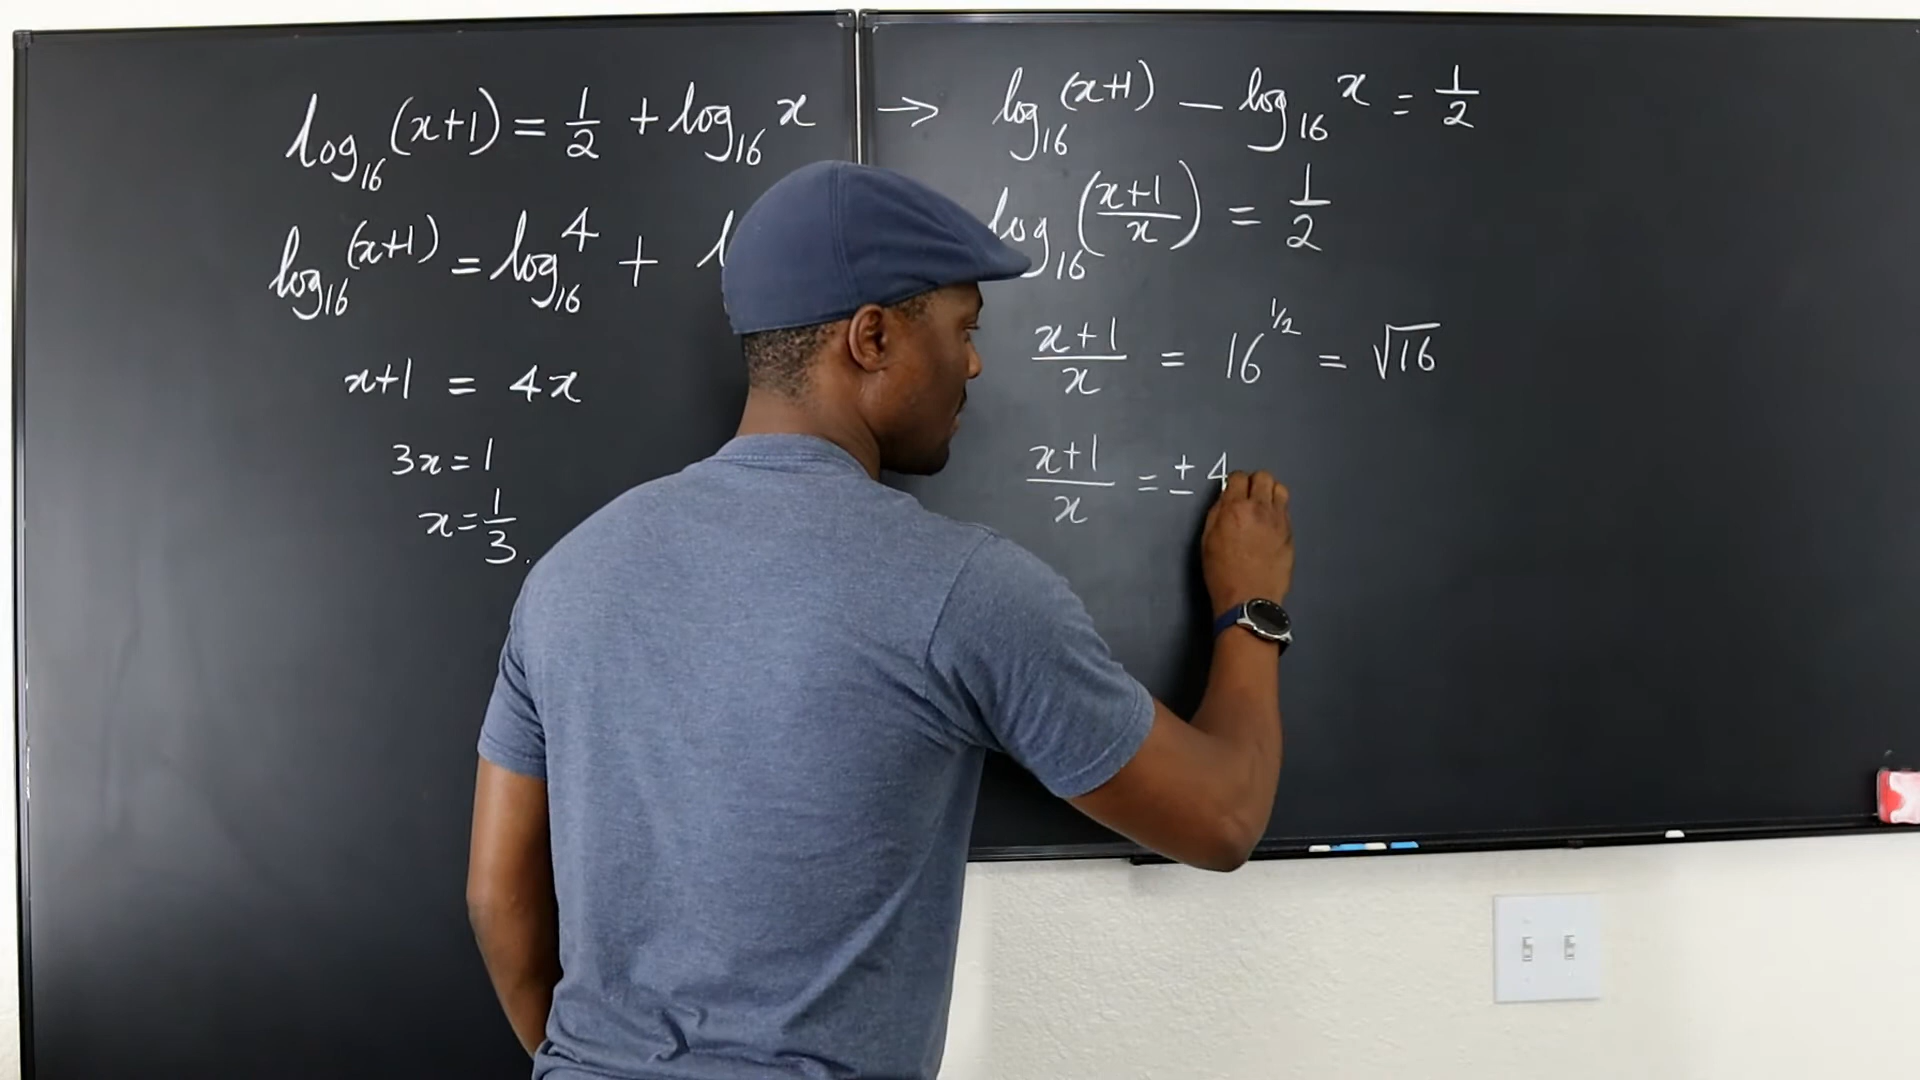 log₁₆(x+1) = 1/2 + log₁₆ x →
log₁₆(x+1) = log₁₆ 4 +
x+1 = 4x
3x = 1
x = 1/3.
log₁₆(x+1) − log₁₆ x = 1/2
log₁₆((x+1)/x) = 1/2
(x+1)/x = 16^(1/2) = √16
(x+1)/x = ± 4